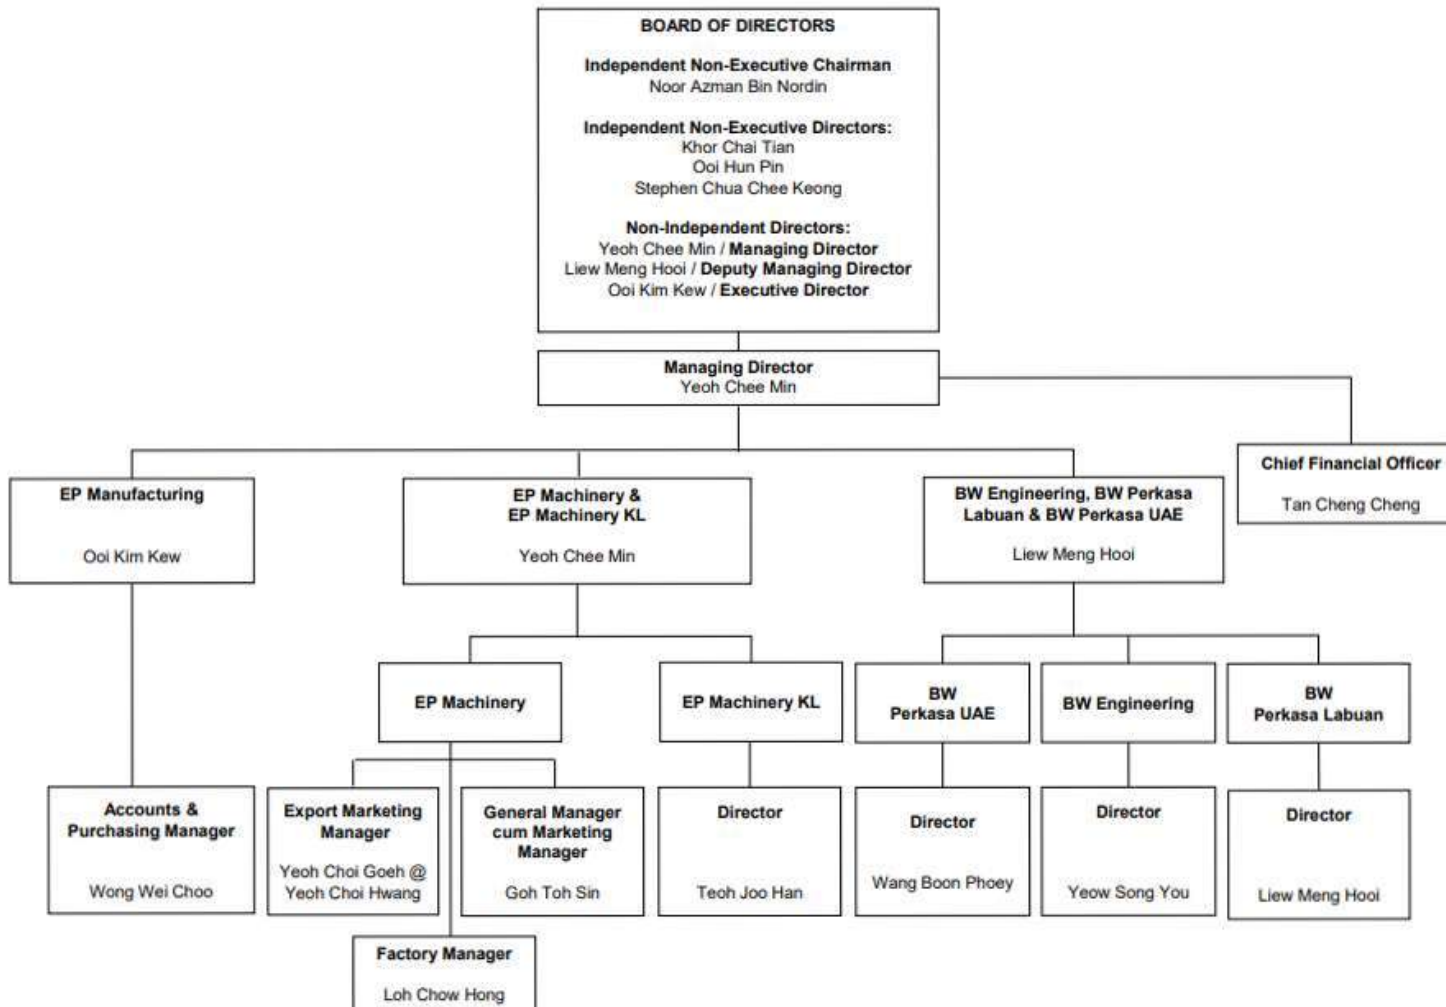 BOARD OF DIRECTORS
Independent Non-Executive Chairman
Noor Azman Bin Nordin
Independent Non-Executive Directors:
Khor Chai Tian
Ooi Hun Pin
Stephen Chua Chee Keong
Non-Independent Directors:
Yeoh Chee Min / Managing Director
Liew Meng Hooi / Deputy Managing Director
Ooi Kim Kew / Executive Director
Managing Director
Yeoh Chee Min
Chief Financial Officer
Tan Cheng Cheng
EP Manufacturing
Ooi Kim Kew
EP Machinery &
EP Machinery KL
Yeoh Chee Min
BW Engineering, BW Perkasa
Labuan & BW Perkasa UAE
Liew Meng Hooi
EP Machinery
EP Machinery KL
BW
Perkasa UAE
BW Engineering
BW
Perkasa Labuan
Accounts &
Purchasing Manager
Wong Wei Choo
Export Marketing
Manager
Yeoh Choi Goeh @
Yeoh Choi Hwang
General Manager
cum Marketing
Manager
Goh Toh Sin
Director
Teoh Joo Han
Director
Wang Boon Phoey
Director
Yeow Song You
Director
Liew Meng Hooi
Factory Manager
Loh Chow Hong